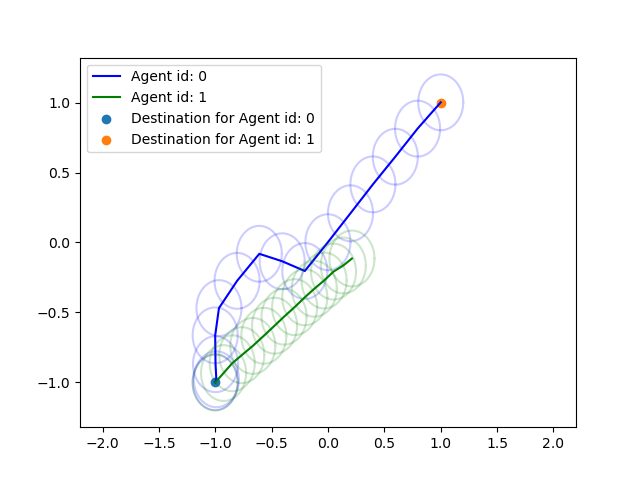 Agent id: 0
Agent id: 1
Destination for Agent id: 0
Destination for Agent id: 1
1.0
0.5
0.0
−0.5
−1.0
−2.0 −1.5 −1.0 −0.5 0.0 0.5 1.0 1.5 2.0